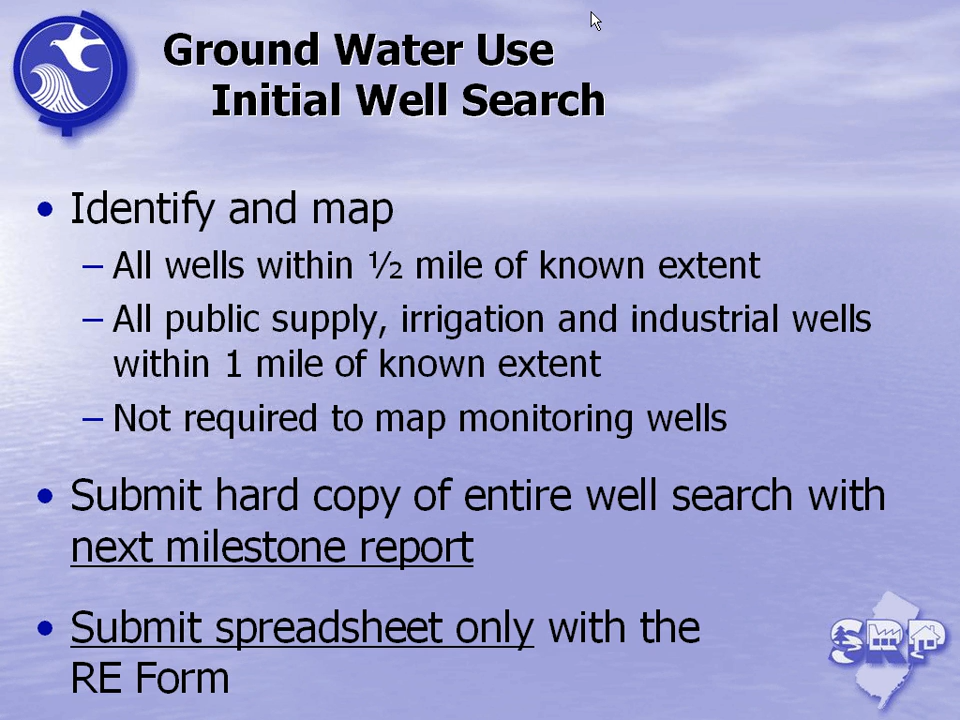 Ground Water Use
Initial Well Search
• Identify and map
– All wells within ½ mile of known extent
– All public supply, irrigation and industrial wells
within 1 mile of known extent
– Not required to map monitoring wells
• Submit hard copy of entire well search with
next milestone report
• Submit spreadsheet only with the
RE Form
SRP